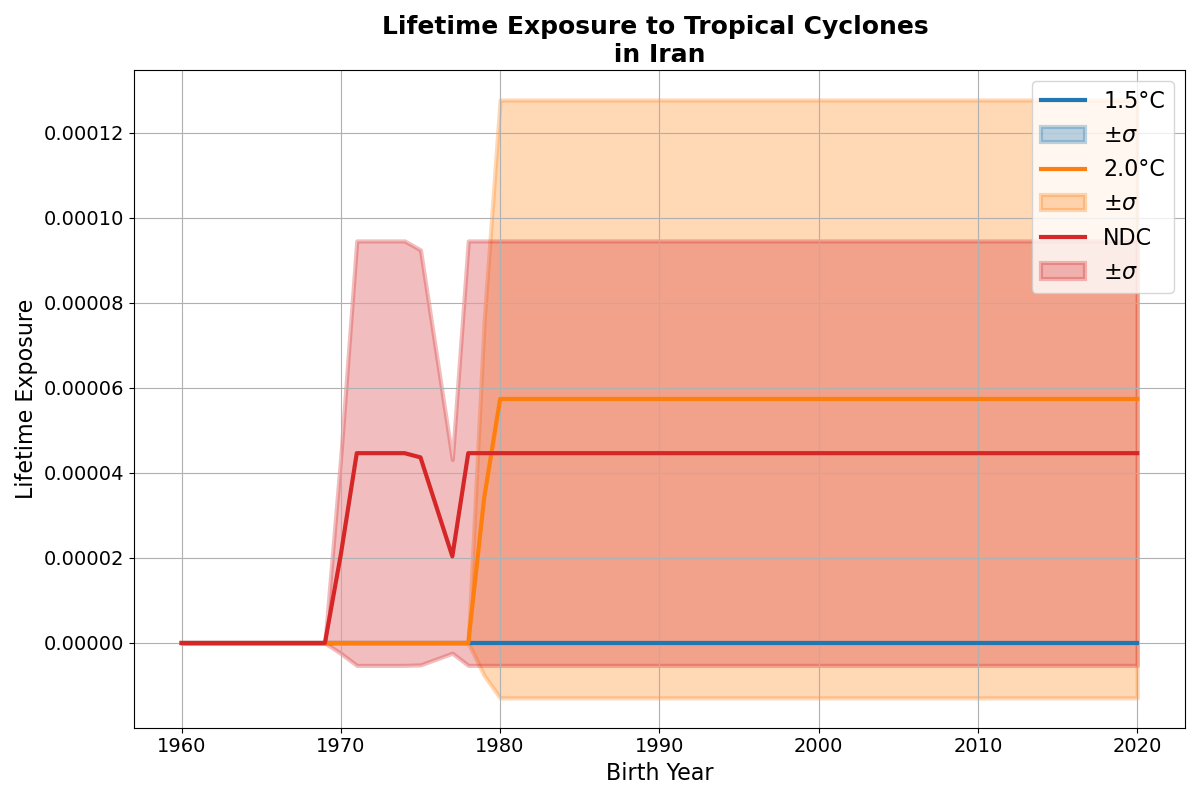 Lifetime Exposure to Tropical Cyclones
in Iran
1.5°C
±σ
2.0°C
±σ
NDC
±σ
Lifetime Exposure
0.00012
0.00010
0.00008
0.00006
0.00004
0.00002
0.00000
1960
1970
1980
1990
2000
2010
2020
Birth Year